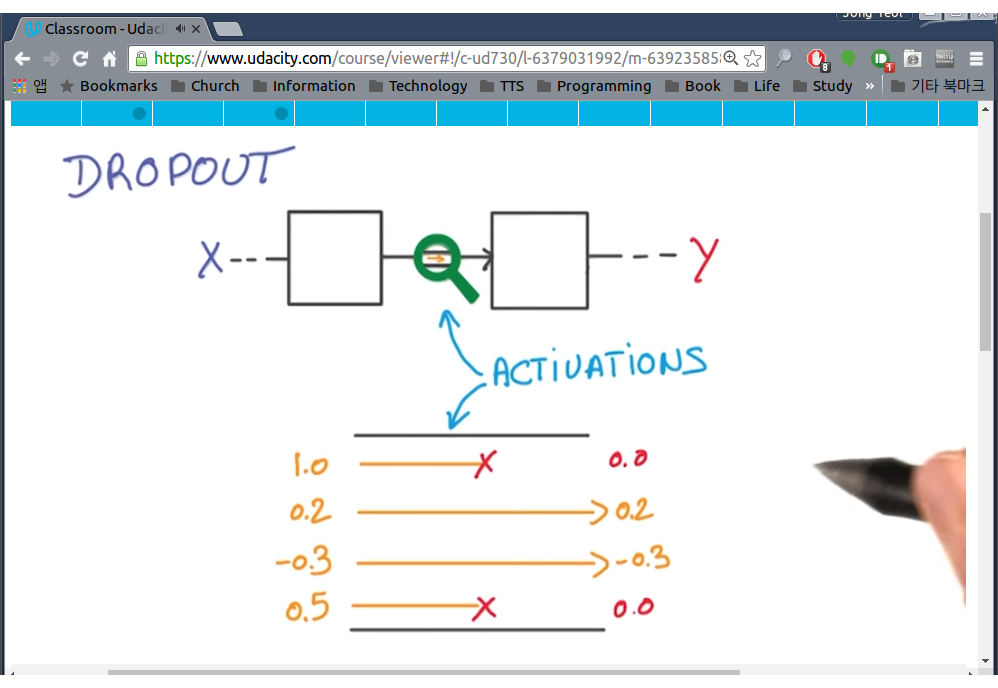 Jong Yeol
Classroom - Udaci
https://www.udacity.com/course/viewer#!/c-ud730/l-6379031992/m-63923585
8 1
앱 Bookmarks Church Information Technology TTS Programming Book Life Study » 기타 북마크
DROPOUT
X Y
ACTIVATIONS
1.0 X 0.0
0.2 0.2
-0.3 -0.3
0.5 X 0.0